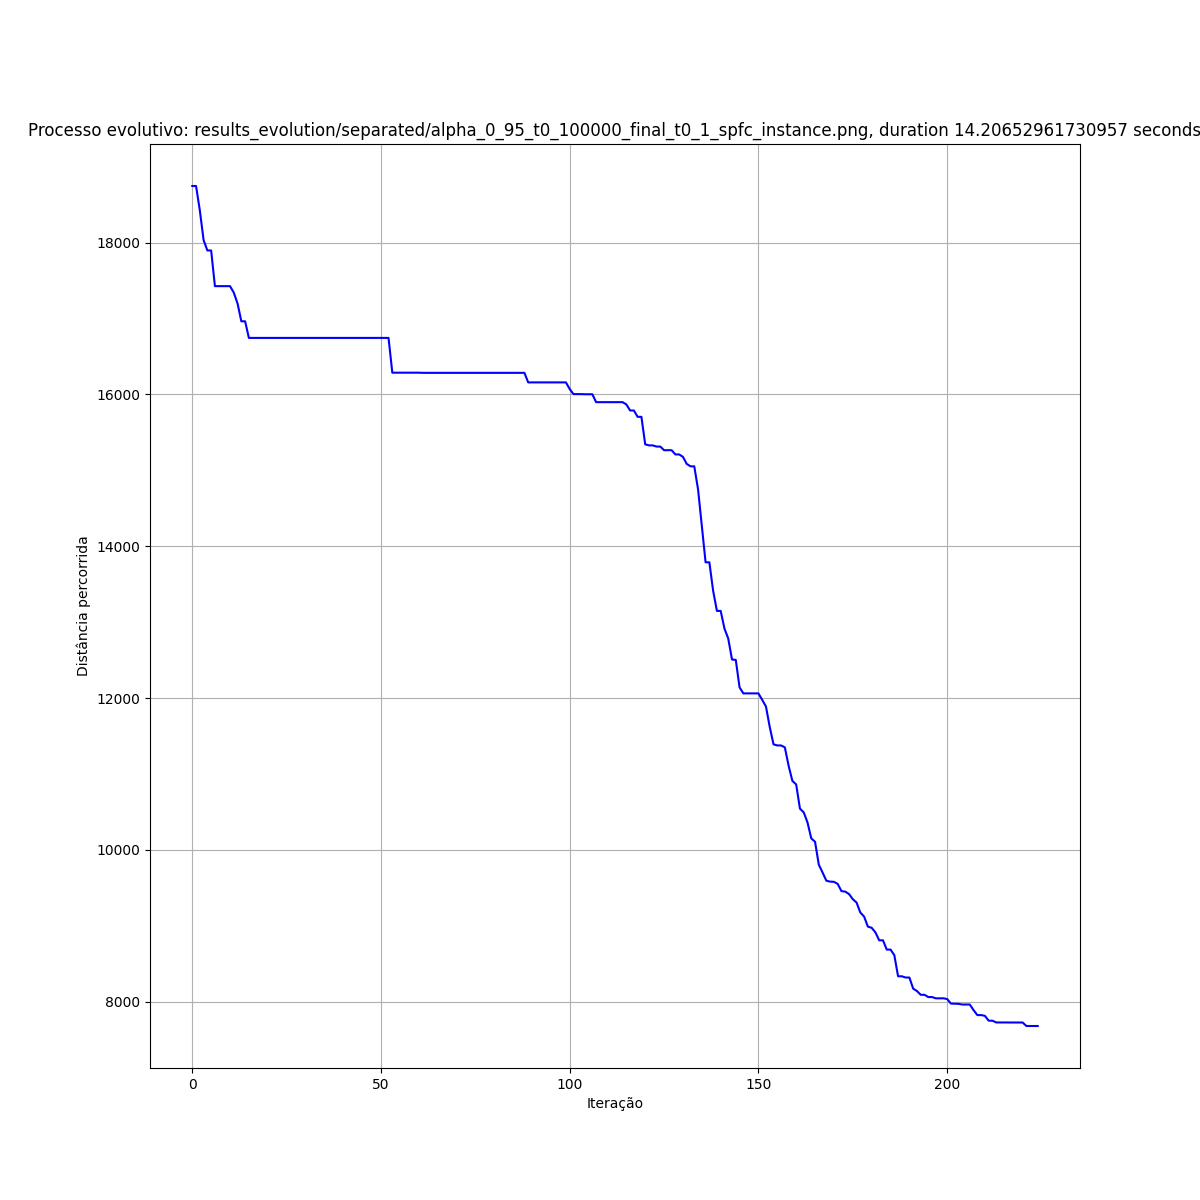 Processo evolutivo: results_evolution/separated/alpha_0_95_t0_100000_final_t0_1_spfc_instance.png, duration 14.20652961730957 seconds
18000
16000
14000
12000
10000
8000
Distância percorrida
0 50 100 150 200
Iteração